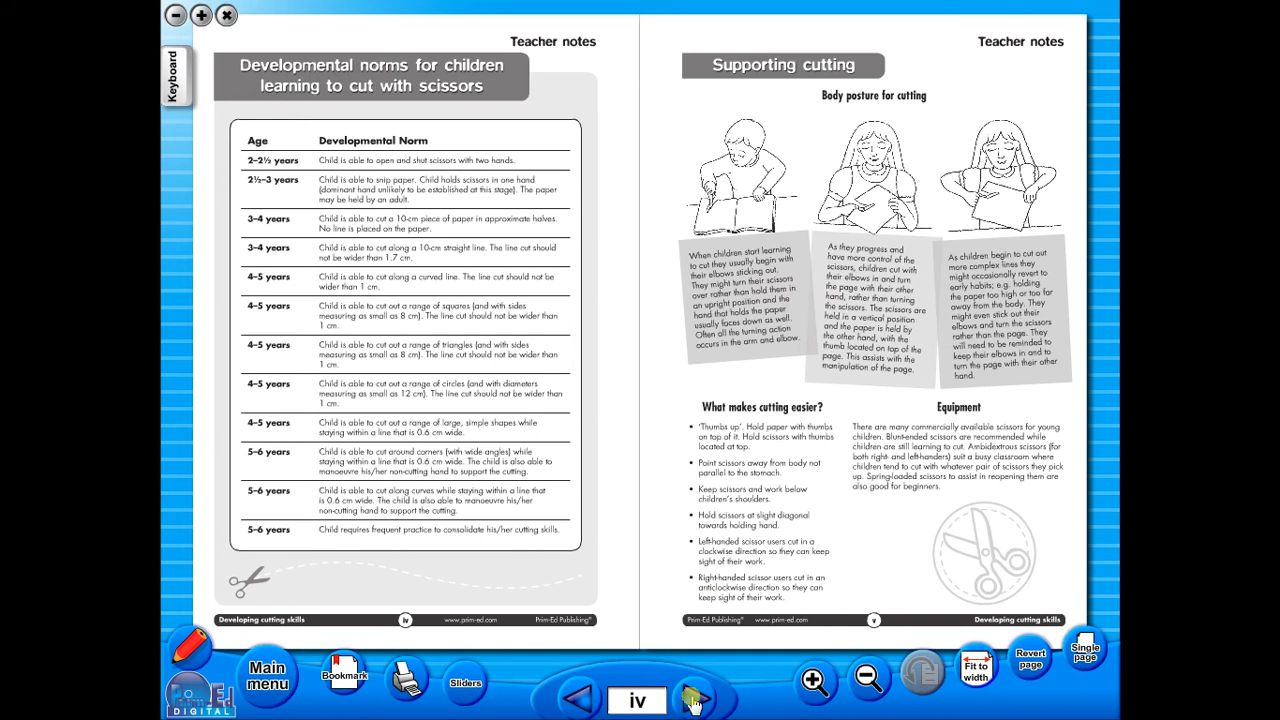 Keyboard
Teacher notes
Developmental norms for children
learning to cut with scissors
Age Developmental Norm
2–2½ years Child is able to open and shut scissors with two hands.
2½–3 years Child is able to snip paper. Child holds scissors in one hand
(dominant hand unlikely to be established at this stage). The paper
may be held by an adult.
3–4 years Child is able to cut a 10-cm piece of paper in approximate halves.
No line is placed on the paper.
3–4 years Child is able to cut along a 10-cm straight line. The line cut should
not be wider than 1.7 cm.
4–5 years Child is able to cut along a curved line. The line cut should not be
wider than 1 cm.
4–5 years Child is able to cut out a range of squares (and with sides
measuring as small as 8 cm). The line cut should not be wider than
1 cm.
4–5 years Child is able to cut out a range of triangles (and with sides
measuring as small as 8 cm). The line cut should not be wider than
1 cm.
4–5 years Child is able to cut out a range of circles (and with diameters
measuring as small as 12 cm). The line cut should not be wider than
1 cm.
4–5 years Child is able to cut out a range of large, simple shapes while
staying within a line that is 0.6 cm wide.
5–6 years Child is able to cut around corners (with wide angles) while
staying within a line that is 0.6 cm wide. The child is also able to
manoeuvre his/her non-cutting hand to support the cutting.
5–6 years Child is able to cut along curves while staying within a line that
is 0.6 cm wide. The child is also able to manoeuvre his/her
non-cutting hand to support the cutting.
5–6 years Child requires frequent practice to consolidate his/her cutting skills.
Developing cutting skills iv www.prim-ed.com Prim-Ed Publishing®
Teacher notes
Supporting cutting
Body posture for cutting
When children start learning
to cut they usually begin with
their elbows sticking out.
They might turn their scissors
over rather than hold them in
an upright position and the
hand that holds the paper
usually faces down as well.
Often all the turning action
occurs in the arm and elbow.
As they progress and
have more control of the
scissors, children cut with
their elbows in and turn
the page with their other
hand, rather than turning
the scissors. The scissors are
held in a vertical position
and the paper is held by
the other hand, with the
thumb located on top of the
page. This assists with the
manipulation of the page.
As children begin to cut out
more complex lines they
might occasionally revert to
early habits; e.g. holding
the paper too high or too far
away from the body. They
might even stick out their
elbows and turn the scissors
rather than the page. They
will need to be reminded to
keep their elbows in and to
turn the page with their other
hand.
What makes cutting easier?
• 'Thumbs up'. Hold paper with thumbs
on top of it. Hold scissors with thumbs
located at top.
• Point scissors away from body not
parallel to the stomach.
• Keep scissors and work below
children's shoulders.
• Hold scissors at slight diagonal
towards holding hand.
• Left-handed scissor users cut in a
clockwise direction so they can keep
sight of their work.
• Right-handed scissor users cut in an
anticlockwise direction so they can
keep sight of their work.
Equipment
There are many commercially available scissors for young
children. Blunt-ended scissors are recommended while
children are still learning to cut. Ambidextrous scissors (for
both right- and left-handers) suit a busy classroom where
children tend to cut with whatever pair of scissors they pick
up. Spring-loaded scissors to assist in reopening them are
also good for beginners.
Prim-Ed Publishing® www.prim-ed.com v Developing cutting skills
Main
menu
Bookmark
Sliders
iv
Fit to
width
Revert
page
Single
page
DIGITAL